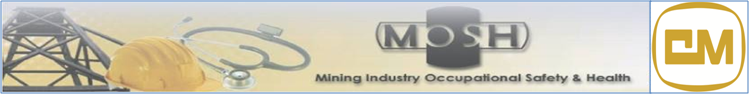 MOSH
Mining Industry Occupational Safety & Health
CM